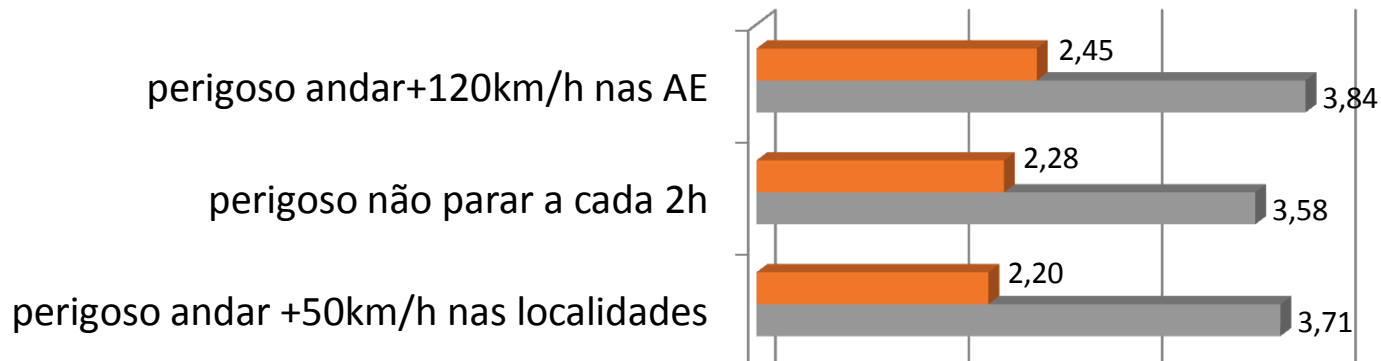 perigoso andar+120km/h nas AE
2,45
3,84
perigoso não parar a cada 2h
2,28
3,58
perigoso andar +50km/h nas localidades
2,20
3,71